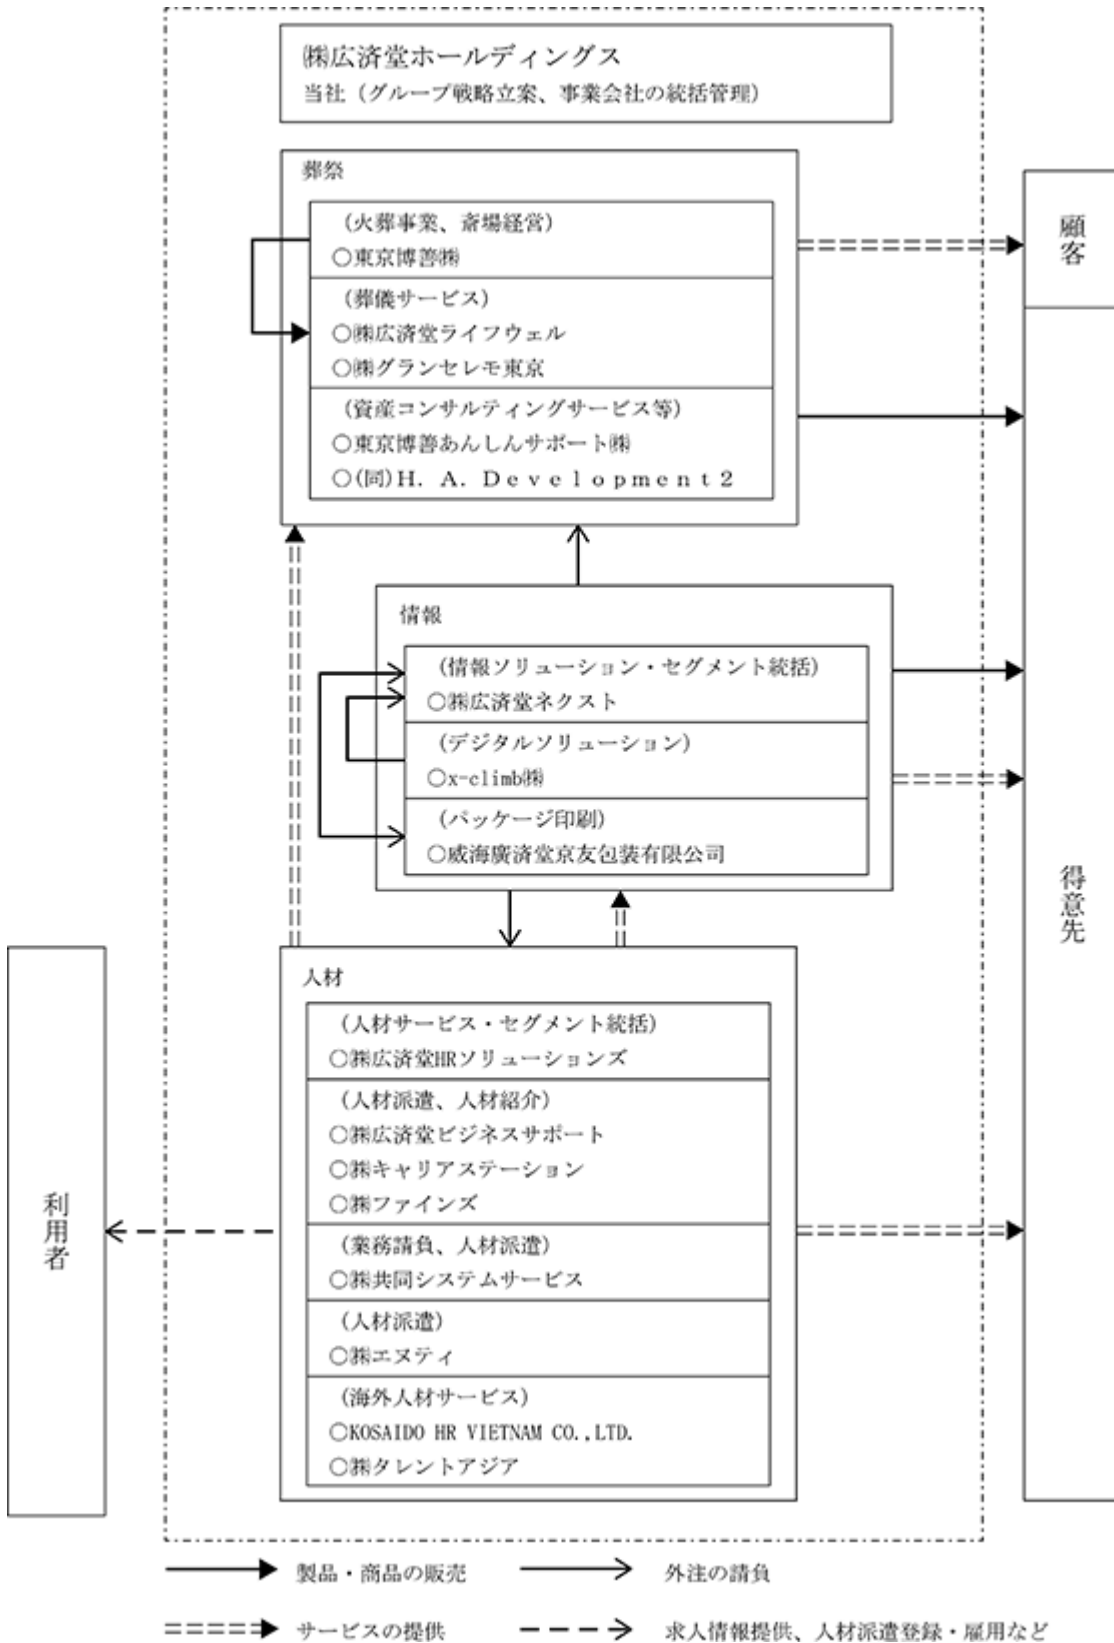 ㈱広済堂ホールディングス
当社（グループ戦略立案、事業会社の統括管理）
葬祭
(火葬事業、斎場経営)
○東京博善㈱
(葬儀サービス)
○㈱広済堂ライフウェル
○㈱グランセレモ東京
(資産コンサルティングサービス等)
○東京博善あんしんサポート㈱
○(同)Ｈ．Ａ．Ｄｅｖｅｌｏｐｍｅｎｔ２
顧客
情報
(情報ソリューション・セグメント統括)
○㈱広済堂ネクスト
(デジタルソリューション)
○x-climb㈱
(パッケージ印刷)
○威海廣済堂京友包装有限公司
得意先
人材
(人材サービス・セグメント統括)
○㈱広済堂HRソリューションズ
(人材派遣、人材紹介)
○㈱広済堂ビジネスサポート
○㈱キャリアステーション
○㈱ファインズ
(業務請負、人材派遣)
○㈱共同システムサービス
(人材派遣)
○㈱エヌティ
(海外人材サービス)
○KOSAIDO HR VIETNAM CO.,LTD.
○㈱タレントアジア
利用者
製品・商品の販売
外注の請負
サービスの提供
求人情報提供、人材派遣登録・雇用など